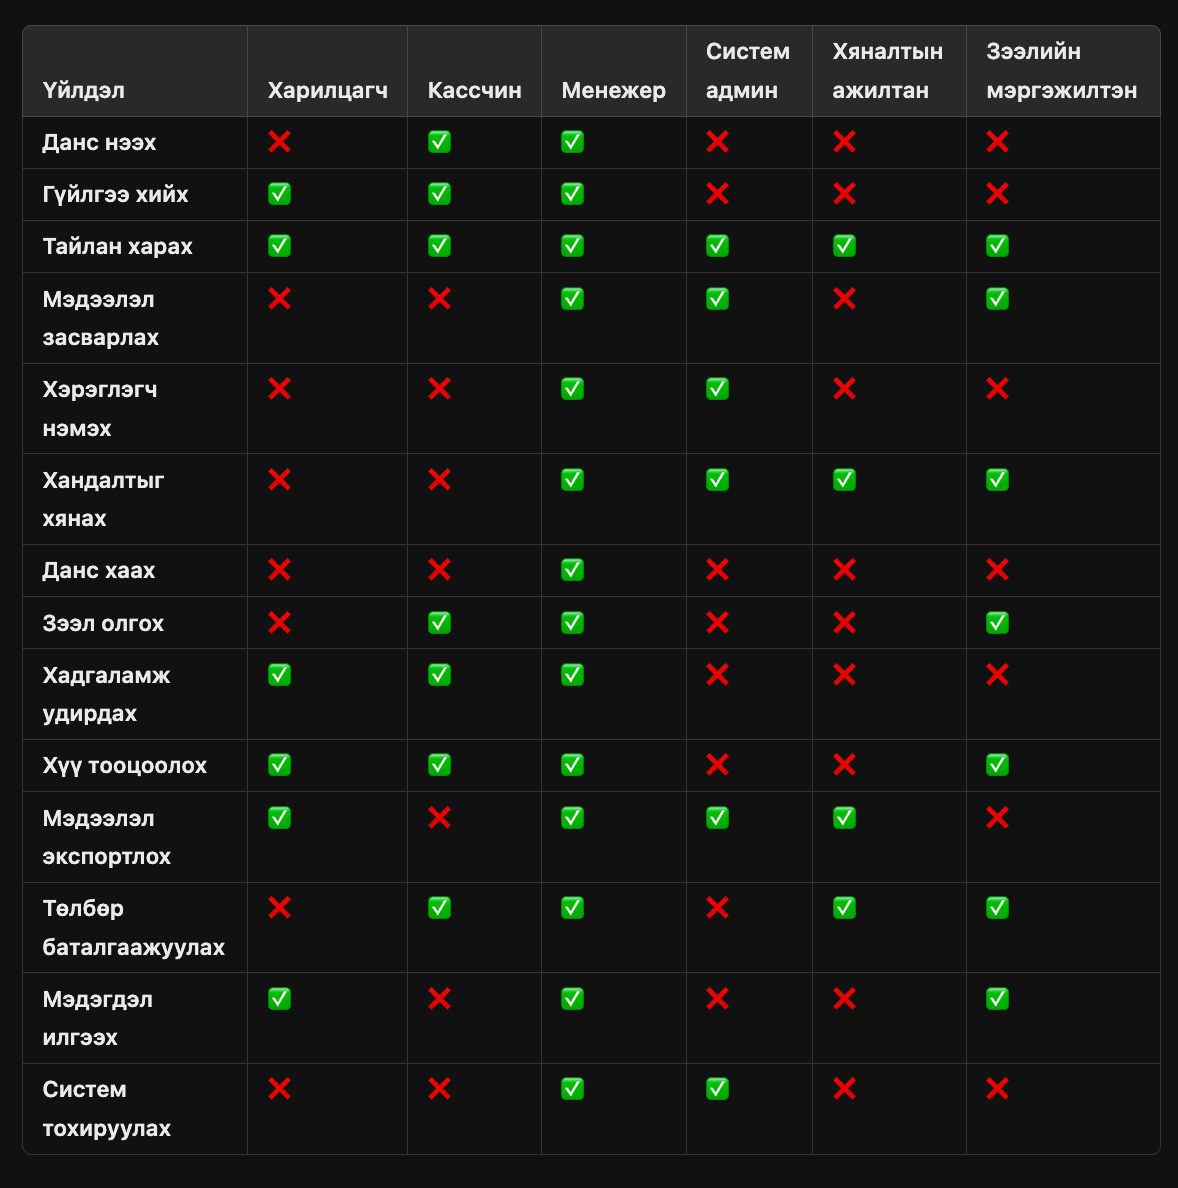 Үйлдэл Харилцагч Кассчин Менежер Систем админ Хяналтын ажилтан Зээлийн мэргэжилтэн
Данс нээх ❌ ✅ ✅ ❌ ❌ ❌
Гүйлгээ хийх ✅ ✅ ✅ ❌ ❌ ❌
Тайлан харах ✅ ✅ ✅ ✅ ✅ ✅
Мэдээлэл засварлах ❌ ❌ ✅ ✅ ❌ ✅
Хэрэглэгч нэмэх ❌ ❌ ✅ ✅ ❌ ❌
Хандалтыг хянах ❌ ❌ ✅ ✅ ✅ ✅
Данс хаах ❌ ❌ ✅ ❌ ❌ ❌
Зээл олгох ❌ ✅ ✅ ❌ ❌ ✅
Хадгаламж удирдах ✅ ✅ ✅ ❌ ❌ ❌
Хүү тооцоолох ✅ ✅ ✅ ❌ ❌ ✅
Мэдээлэл экспортлох ✅ ❌ ✅ ✅ ✅ ❌
Төлбөр баталгаажуулах ❌ ✅ ✅ ❌ ✅ ✅
Мэдэгдэл илгээх ✅ ❌ ✅ ❌ ❌ ✅
Систем тохируулах ❌ ❌ ✅ ✅ ❌ ❌